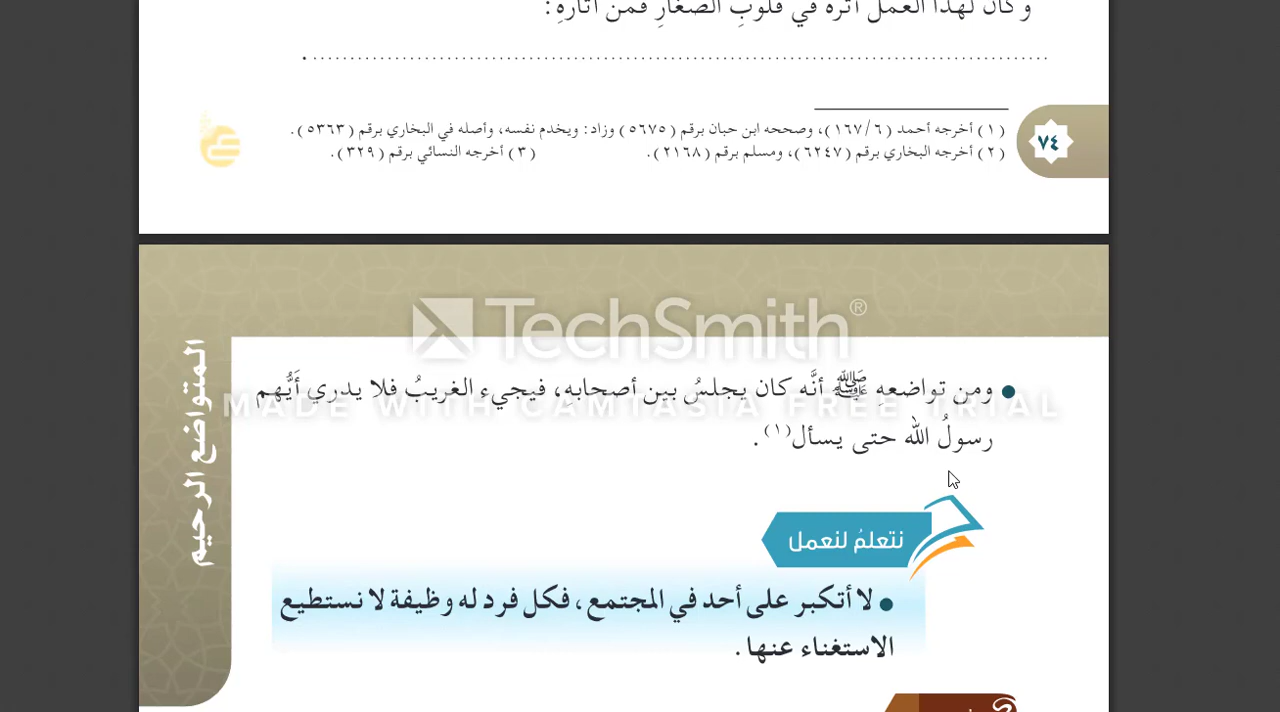 و كان لهذا العمل أثره في قلوبِ الصغارِ فمن آثارهِ:
.................................................................................................
(١) أخرجه أحمد (١٦٧/٦)، وصححه ابن حبان برقم (٥٦٧٥) وزاد: ويخدم نفسه، وأصله في البخاري برقم (٥٣٦٣).
(٢) أخرجه البخاري برقم (٦٢٤٧)، ومسلم برقم (٢١٦٨). (٣) أخرجه النسائي برقم (٣٢٩).
٧٤
TechSmith®
MADE WITH CAMTASIA FREE TRIAL
المتواضع الرحيم
• ومن تواضعهِ ﷺ أنَّه كان يجلسُ بين أصحابهِ، فيجيء الغريبُ فلا يدري أَيُّهم
رسولُ الله حتى يسأل(١).
نتعلمُ لنعمل
• لا أتكبر على أحد في المجتمع، فكل فرد له وظيفة لا نستطيع
الاستغناء عنها.